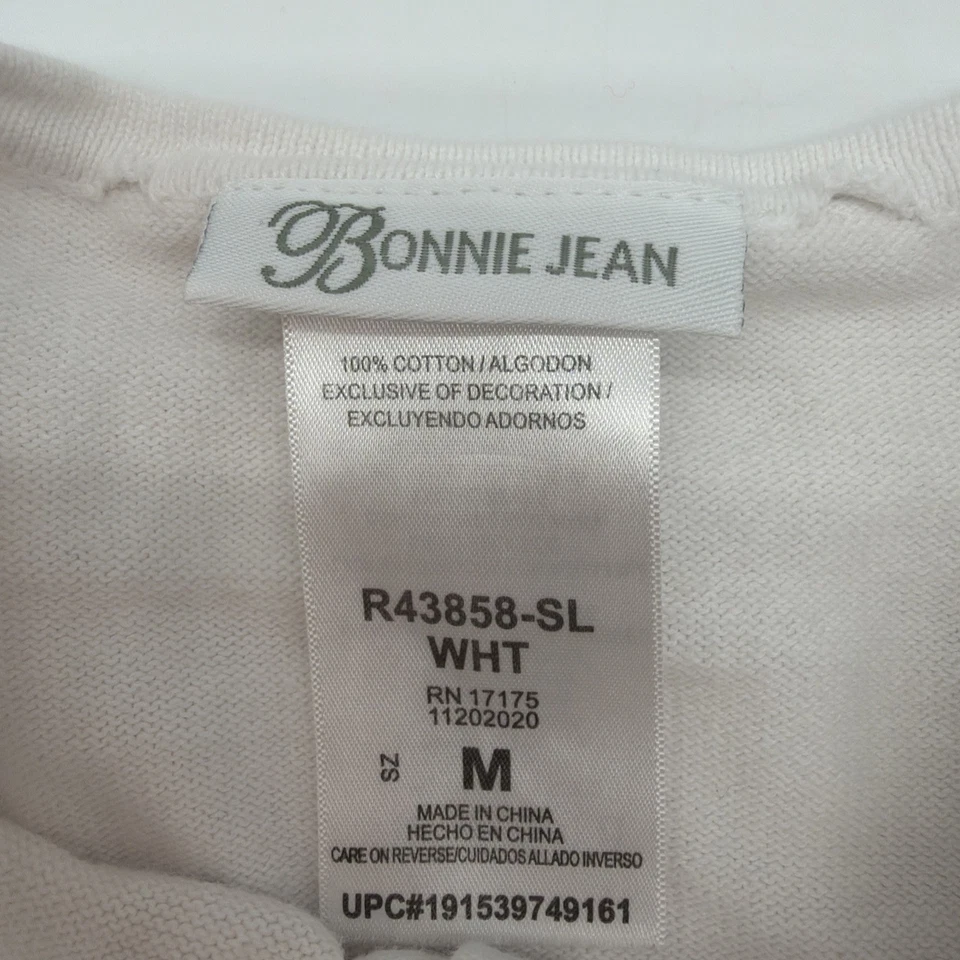 BONNIE JEAN
100% COTTON/ALGODON
EXCLUSIVE OF DECORATION/
EXCLUYENDO ADORNOS
R43858-SL
WHT
RN 17175
11202020
SZ M
MADE IN CHINA
HECHO EN CHINA
CARE ON REVERSE/CUIDADOS ALLADO INVERSO
UPC#191539749161